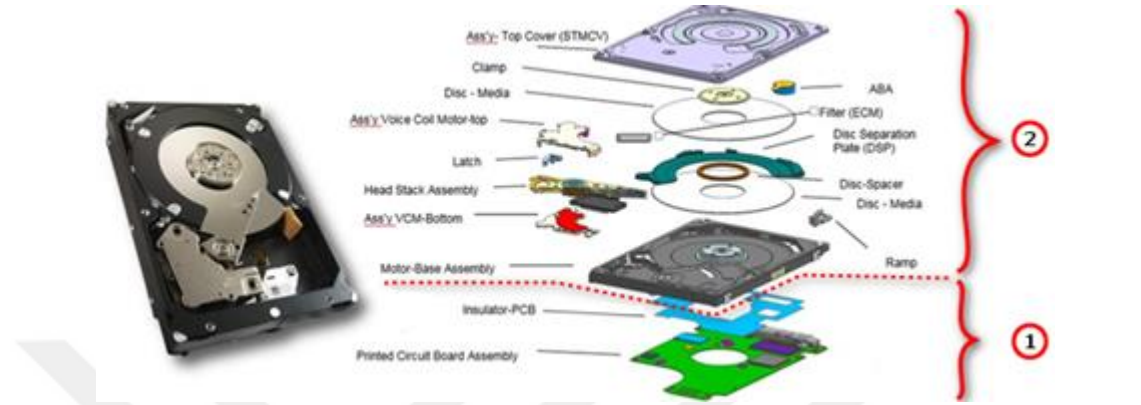 Ass'y- Top Cover (STMCV)
Clamp
ABA
Disc - Media
Filter (ECM)
Ass'y Voice Coil Motor-top
Disc Separation
Plate (DSP)
2
Latch
Head Stack Assembly
Disc-Spacer
Disc - Media
Ass'y VCM-Bottom
Ramp
Motor-Base Assembly
Insulator-PCB
1
Printed Circuit Board Assembly